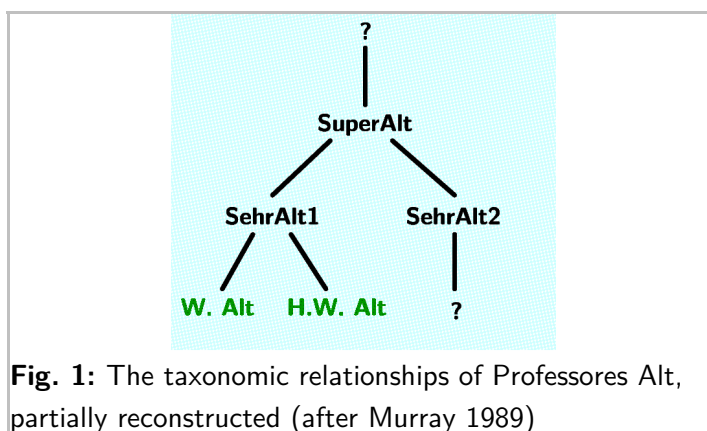 ?
SuperAlt
SehrAlt1 SehrAlt2
W. Alt H.W. Alt ?
Fig. 1: The taxonomic relationships of Professores Alt,
partially reconstructed (after Murray 1989)